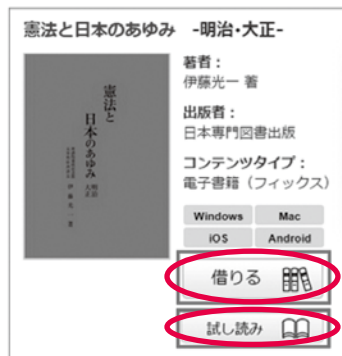 憲法と日本のあゆみ -明治・大正-
憲法と
日本のあゆみ
明治
大正
伊藤光一 著
著者：
伊藤光一 著
出版者：
日本専門図書出版
コンテンツタイプ：
電子書籍（フィックス）
Windows Mac
iOS Android
借りる
試し読み